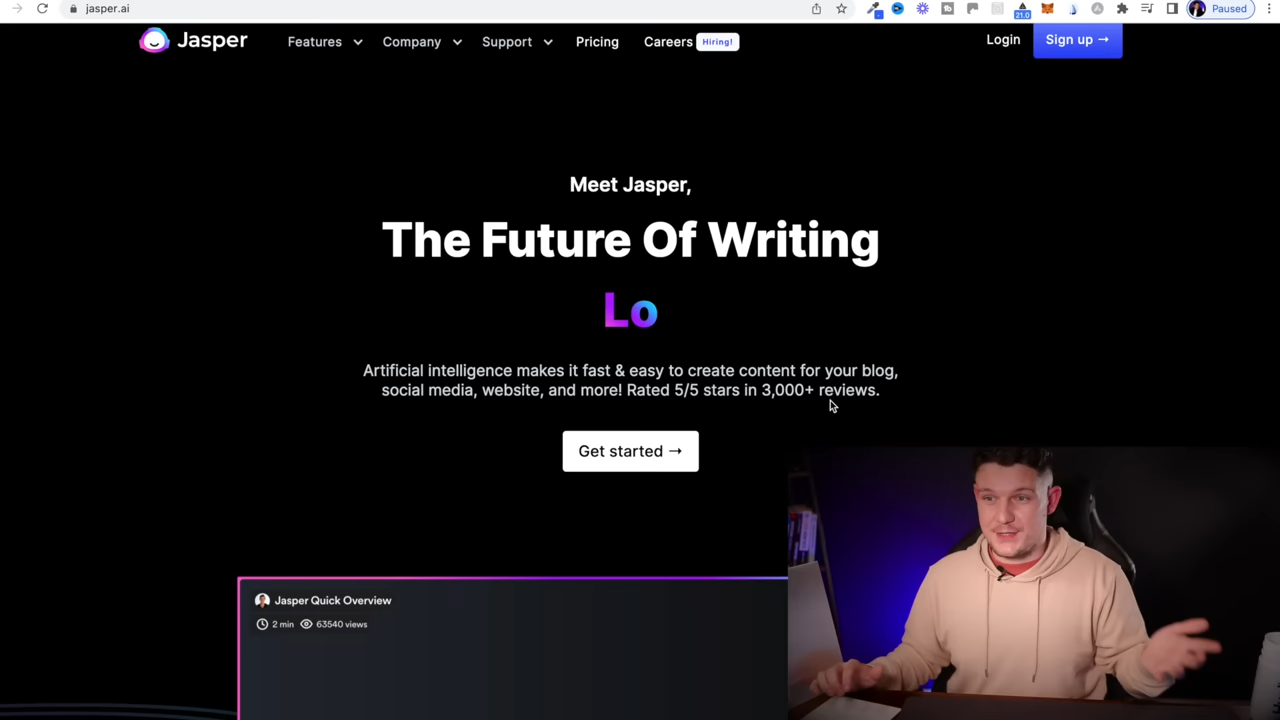 jasper.ai
21.0
Paused
Jasper
Features
Company
Support
Pricing
Careers
Hiring!
Login
Sign up →
Meet Jasper,
The Future Of Writing
Lo
Artificial intelligence makes it fast & easy to create content for your blog,
social media, website, and more! Rated 5/5 stars in 3,000+ reviews.
Get started →
Jasper Quick Overview
2 min
63540 views